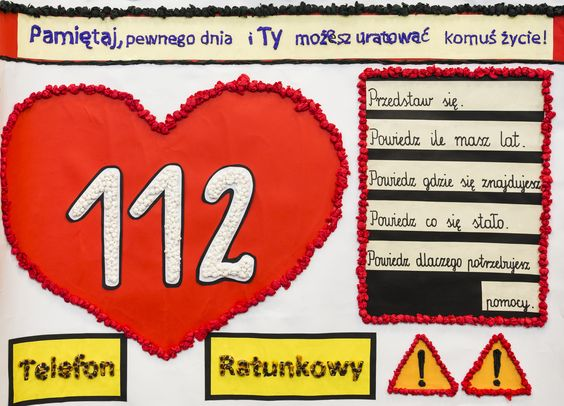 Pamiętaj, pewnego dnia i Ty możesz uratować komuś życie!
112
Przedstaw się.
Powiedz ile masz lat.
Powiedz gdzie się znajdujesz
Powiedz co się stało.
Powiedz dlaczego potrzebujesz
pomocy.
Telefon Ratunkowy
! !